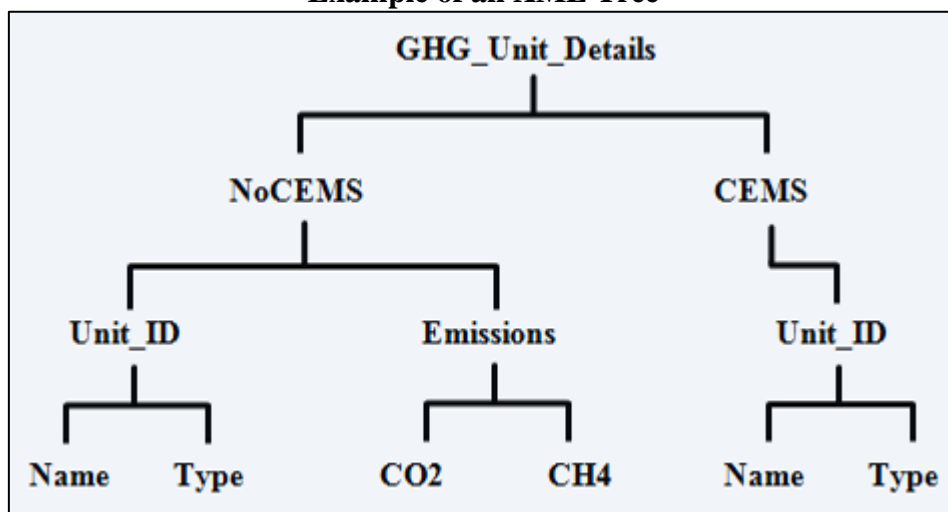 Example of an XML Tree
GHG_Unit_Details
NoCEMS CEMS
Unit_ID Emissions Unit_ID
Name Type CO2 CH4 Name Type